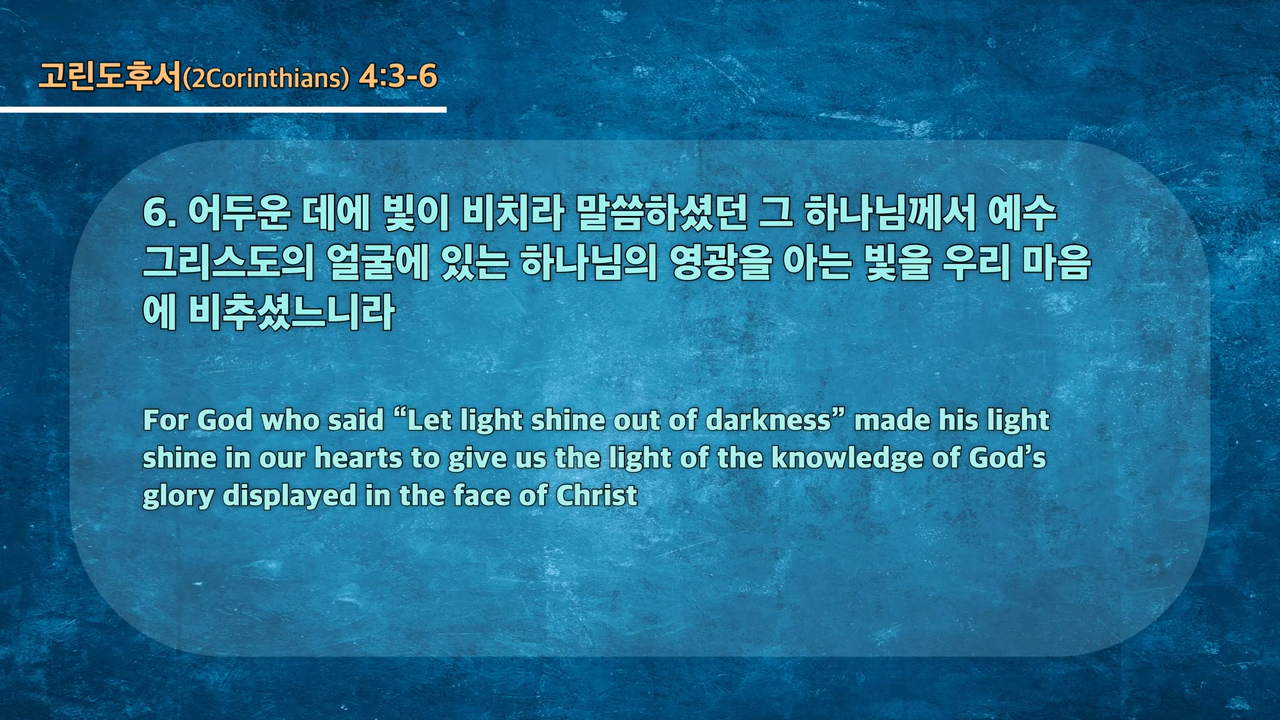 고린도후서(2Corinthians) 4:3-6
6. 어두운 데에 빛이 비치라 말씀하셨던 그 하나님께서 예수
그리스도의 얼굴에 있는 하나님의 영광을 아는 빛을 우리 마음
에 비추셨느니라
For God who said “Let light shine out of darkness” made his light
shine in our hearts to give us the light of the knowledge of God’s
glory displayed in the face of Christ